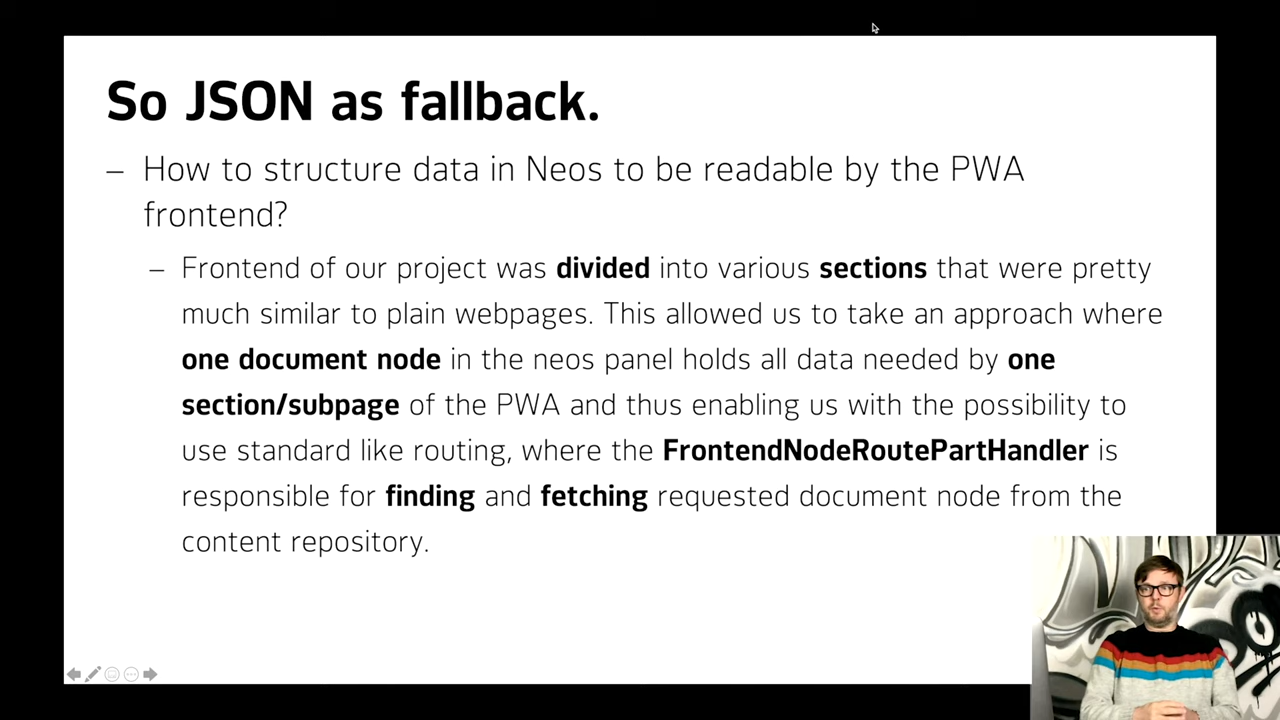 So JSON as fallback.
– How to structure data in Neos to be readable by the PWA
frontend?
– Frontend of our project was divided into various sections that were pretty
much similar to plain webpages. This allowed us to take an approach where
one document node in the neos panel holds all data needed by one
section/subpage of the PWA and thus enabling us with the possibility to
use standard like routing, where the FrontendNodeRoutePartHandler is
responsible for finding and fetching requested document node from the
content repository.